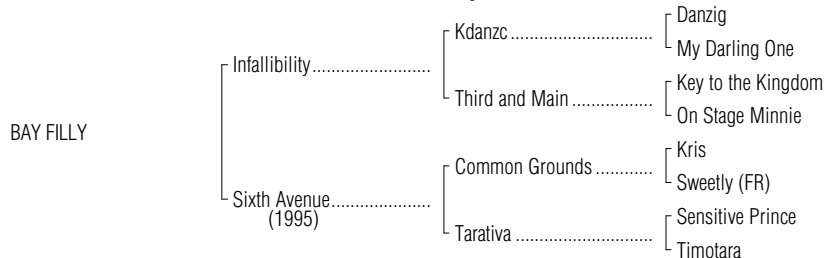 Danzig
Kdanzc
My Darling One
Infallibility
Key to the Kingdom
Third and Main
On Stage Minnie
BAY FILLY
Kris
Common Grounds
Sweetly (FR)
Sixth Avenue
(1995)
Sensitive Prince
Tarativa
Timotara